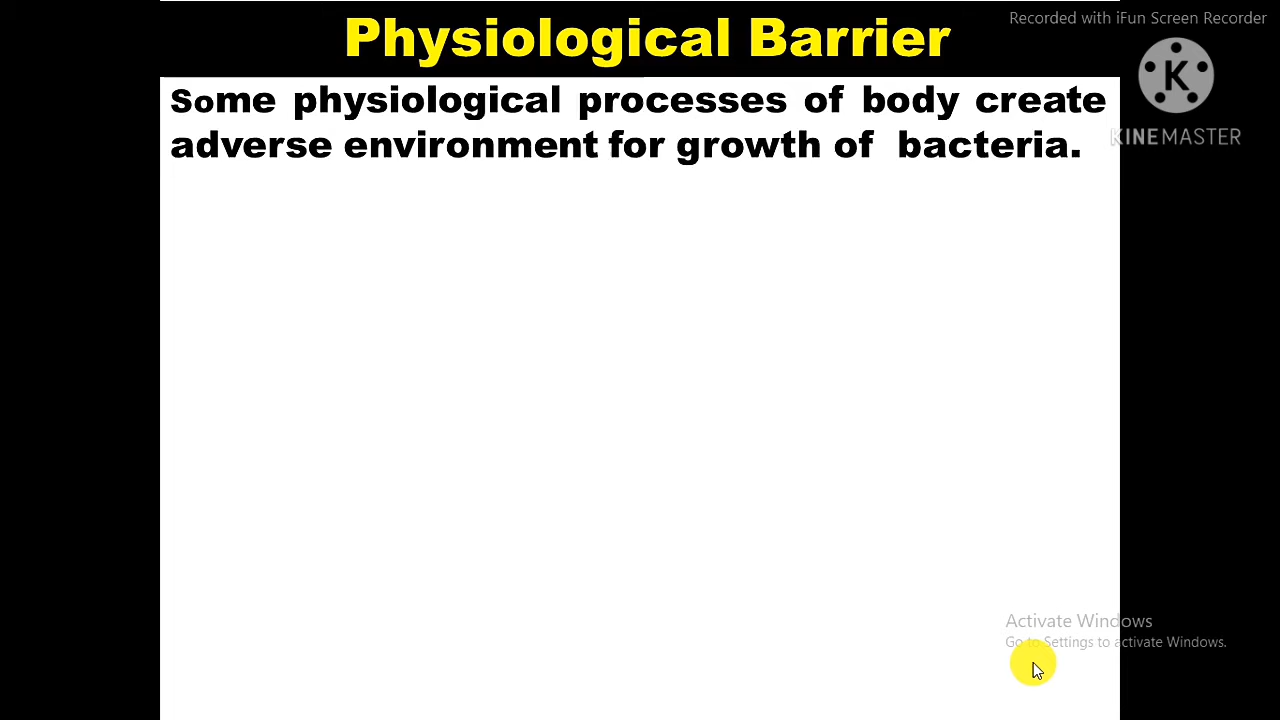 Physiological Barrier
Recorded with iFun Screen Recorder
K
KINEMASTER
Some physiological processes of body create
adverse environment for growth of bacteria.
Activate Windows
Go to Settings to activate Windows.